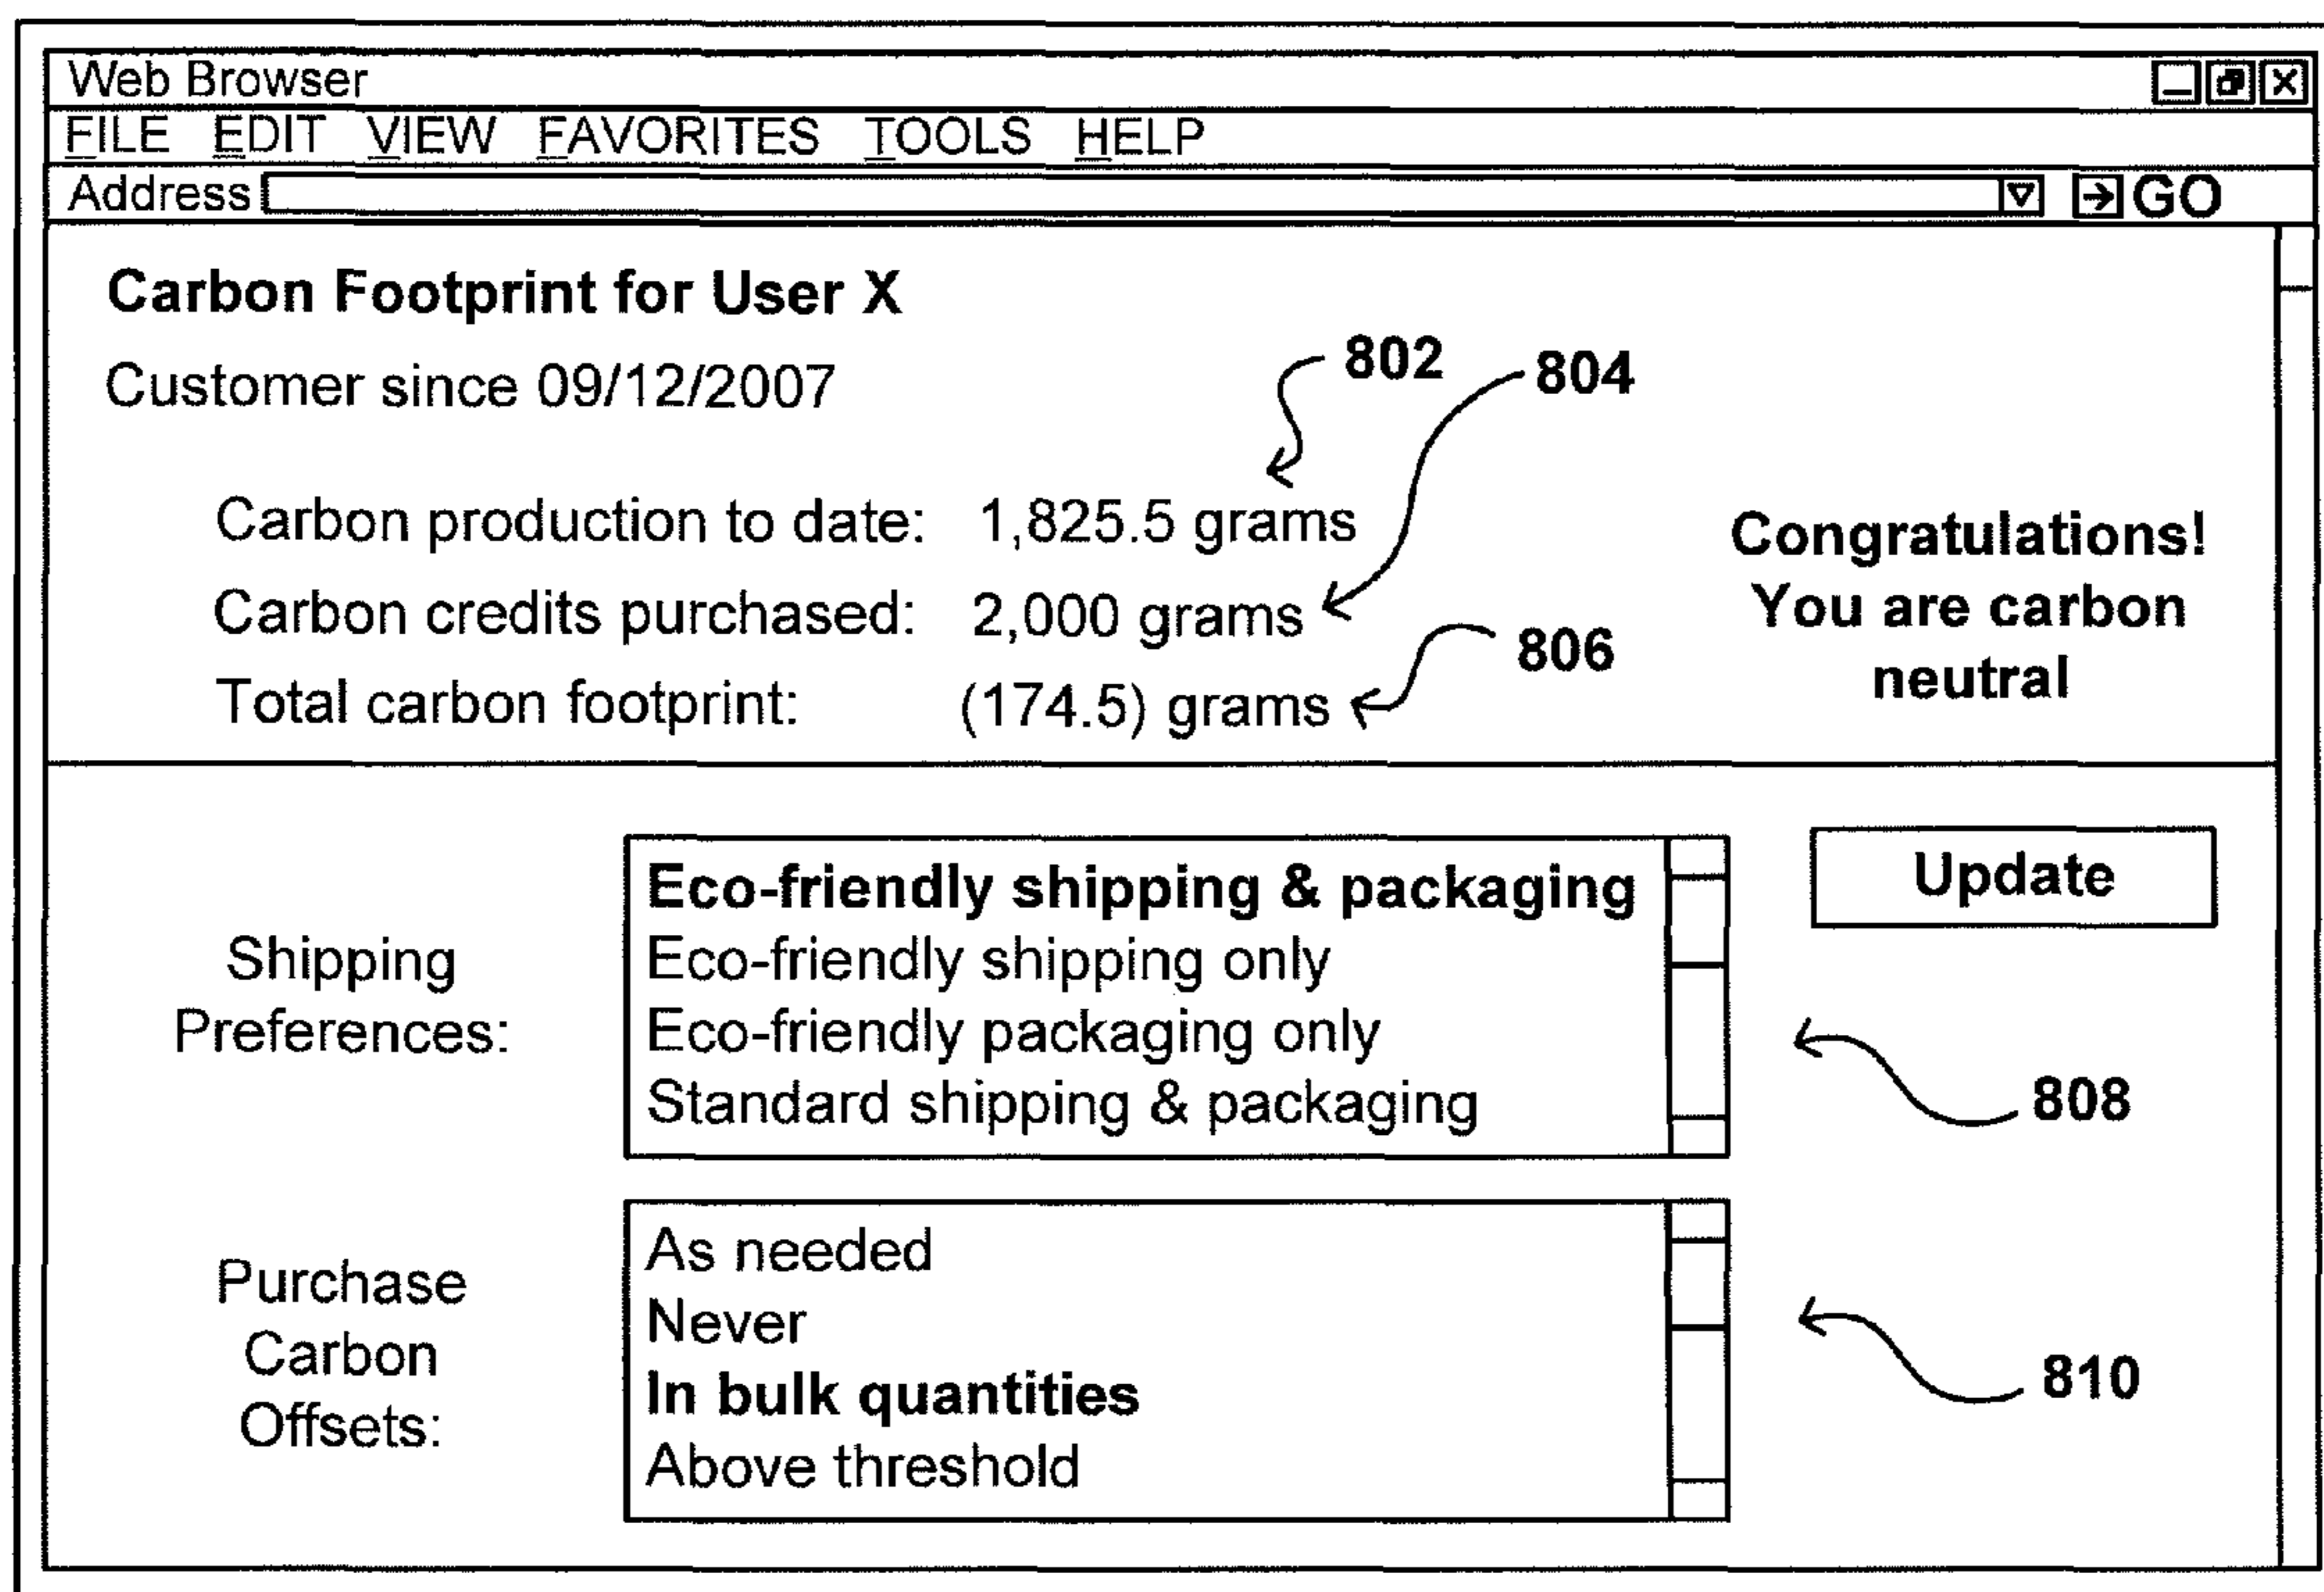 Web Browser
FILE EDIT VIEW FAVORITES TOOLS HELP
Address GO
Carbon Footprint for User X
Customer since 09/12/2007
802
804
Carbon production to date: 1,825.5 grams
Carbon credits purchased: 2,000 grams
Total carbon footprint: (174.5) grams
806
Congratulations!
You are carbon
neutral
Shipping
Preferences:
Eco-friendly shipping & packaging
Eco-friendly shipping only
Eco-friendly packaging only
Standard shipping & packaging
Update
808
Purchase
Carbon
Offsets:
As needed
Never
In bulk quantities
Above threshold
810